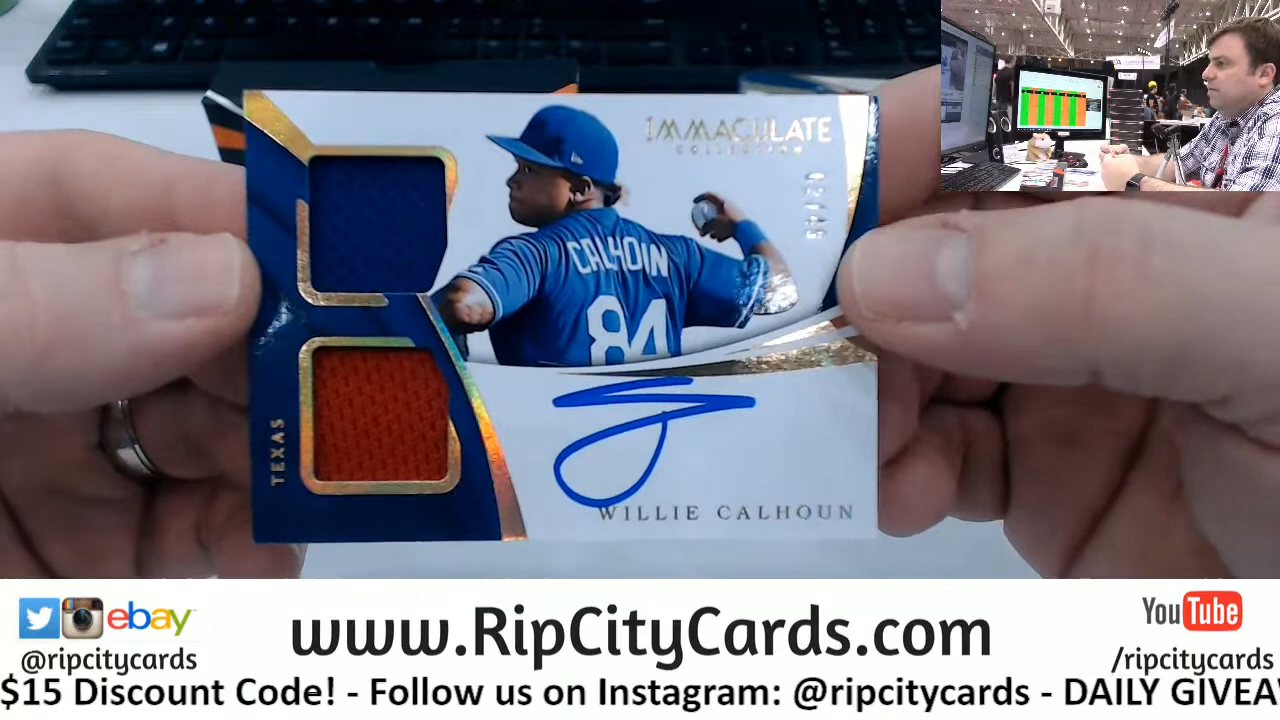 IMMACULATE
COLLECTION
CALHOUN
84
TEXAS
WILLIE CALHOUN
ebay
@ripcitycards
www.RipCityCards.com
YouTube
/ripcitycards
$15 Discount Code! - Follow us on Instagram: @ripcitycards - DAILY GIVEAW